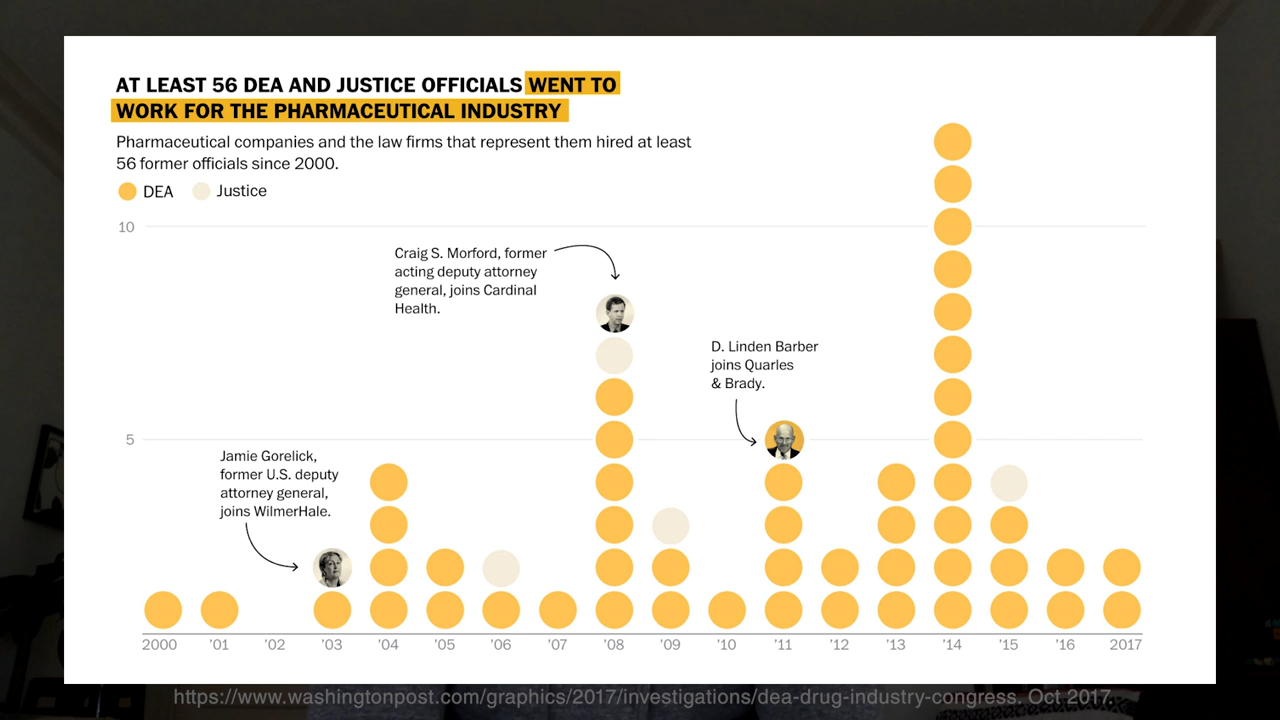 AT LEAST 56 DEA AND JUSTICE OFFICIALS WENT TO
WORK FOR THE PHARMACEUTICAL INDUSTRY
Pharmaceutical companies and the law firms that represent them hired at least
56 former officials since 2000.
DEA Justice
10
Craig S. Morford, former
acting deputy attorney
general, joins Cardinal
Health.
D. Linden Barber
joins Quarles
& Brady.
5
Jamie Gorelick,
former U.S. deputy
attorney general,
joins WilmerHale.
2000 '01 '02 '03 '04 '05 '06 '07 '08 '09 '10 '11 '12 '13 '14 '15 '16 2017
https://www.washingtonpost.com/graphics/2017/investigations/dea-drug-industry-congress. Oct 2017.